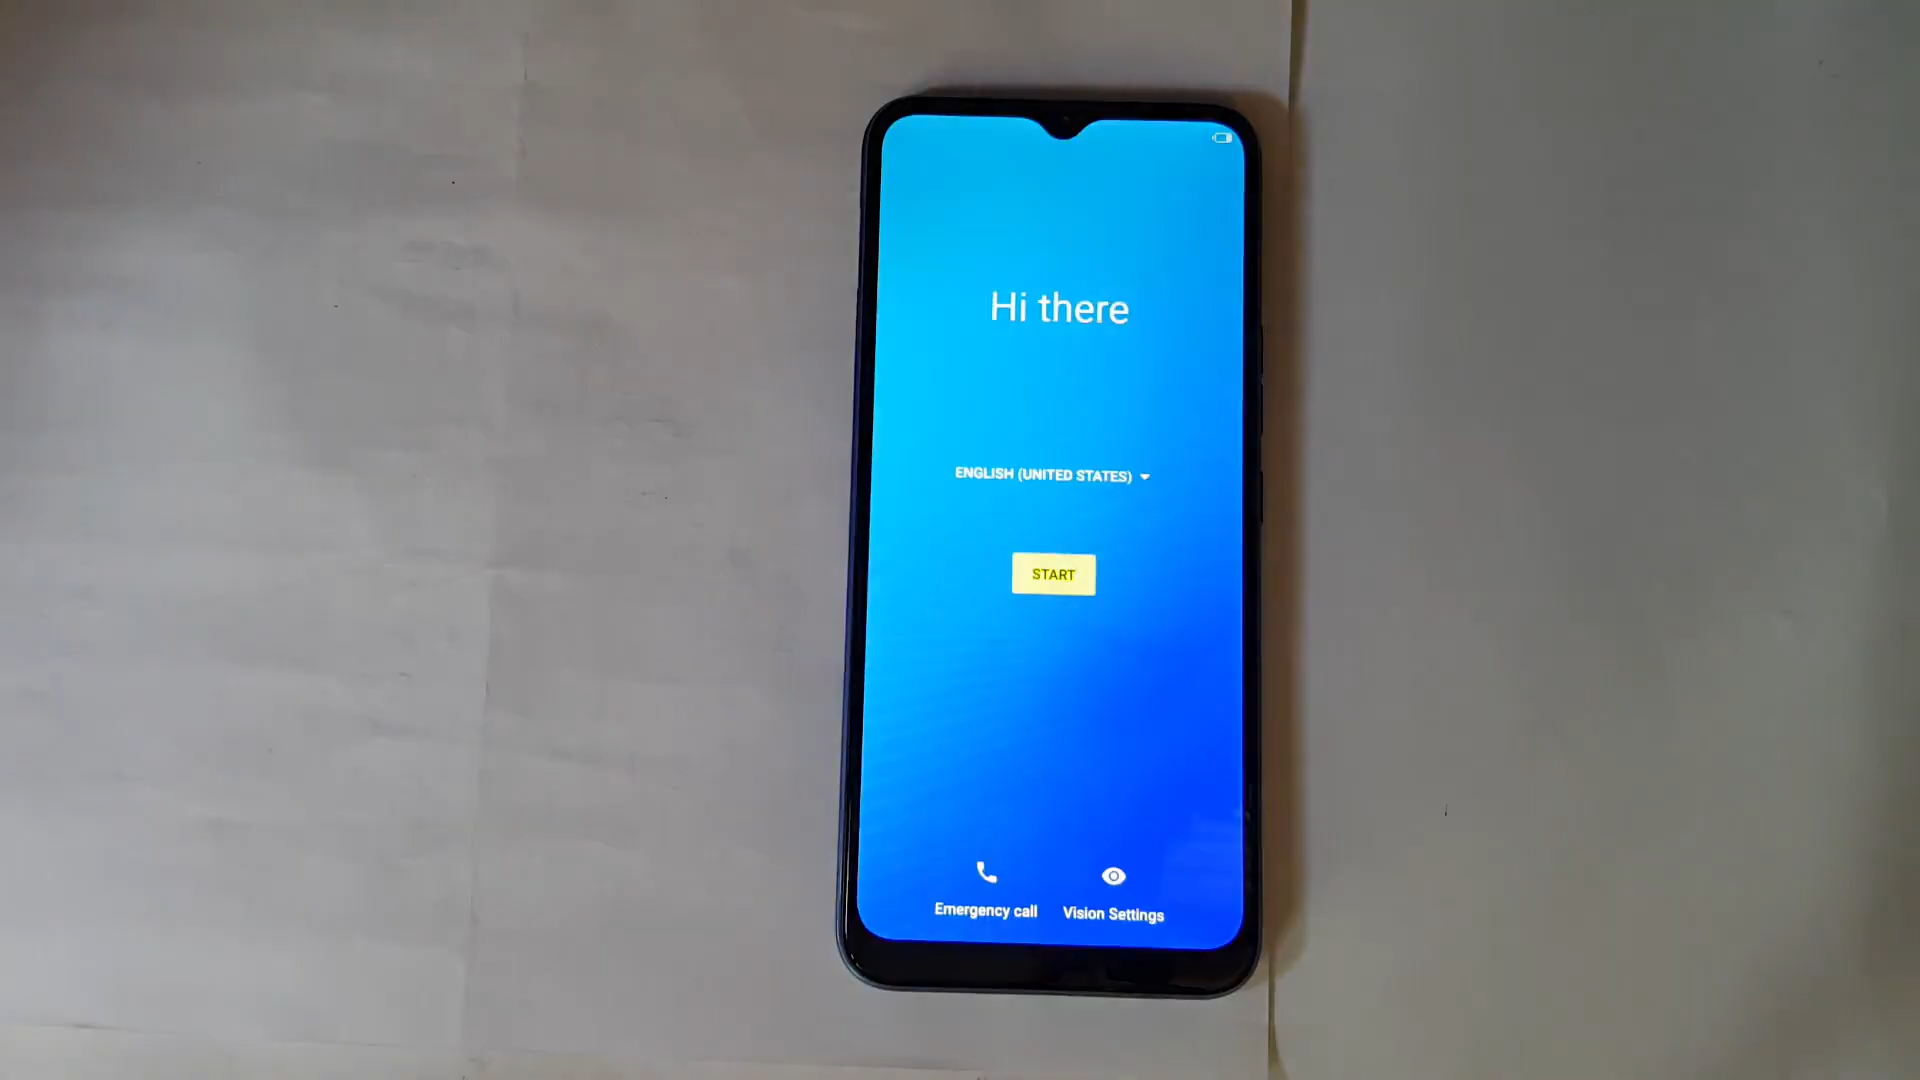 Hi there
ENGLISH (UNITED STATES)
START
Emergency call
Vision Settings